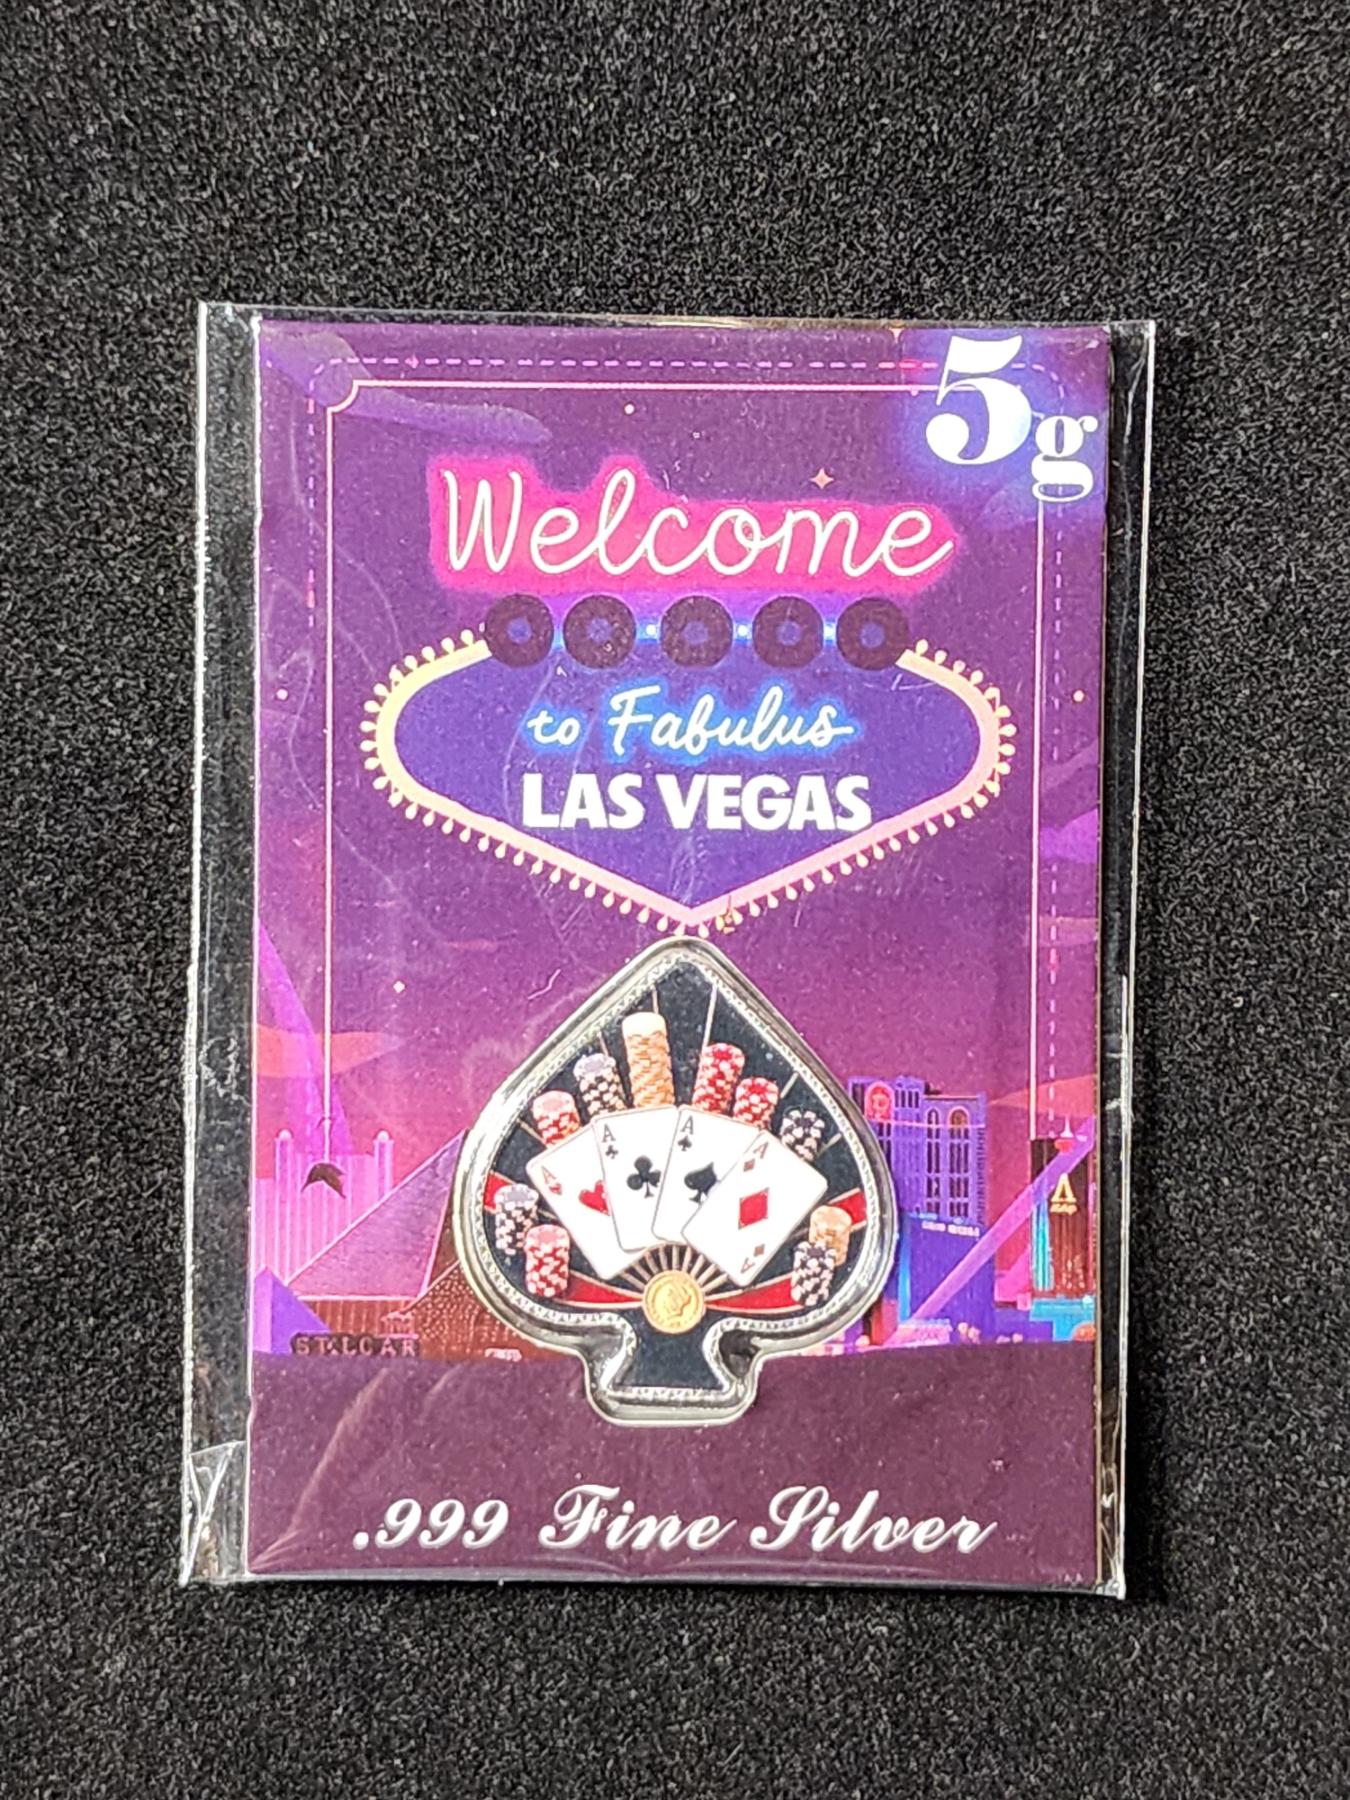 5g
Welcome
to Fabulus
LAS VEGAS
A
A
A
A
A
.999 Fine Silver